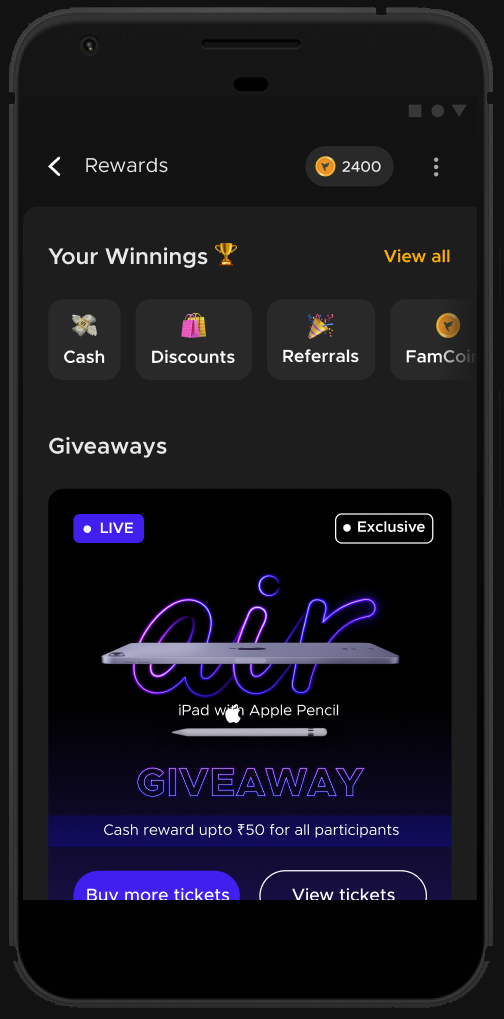 Rewards
2400
Your Winnings
View all
Cash
Discounts
Referrals
FamCoin
Giveaways
LIVE
Exclusive
air
iPad with Apple Pencil
GIVEAWAY
Cash reward upto ₹50 for all participants
Buy more tickets
View tickets